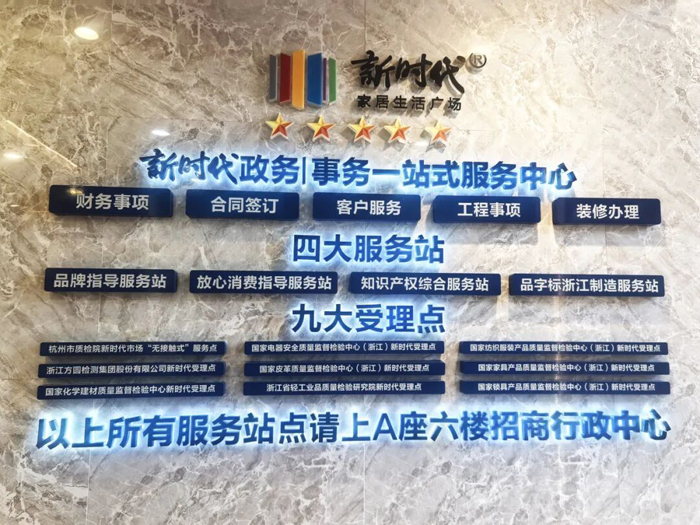 新时代®
家居生活广场
新时代政务|事务一站式服务中心
财务事项 合同签订 客户服务 工程事项 装修办理
四大服务站
品牌指导服务站 放心消费指导服务站 知识产权综合服务站 品字标浙江制造服务站
九大受理点
杭州市质检院新时代市场“无接触式”服务点 国家电器安全质量监督检验中心（浙江）新时代受理点 国家纺织服装产品质量监督检验中心（浙江）新时代受理点
浙江方圆检测集团股份有限公司新时代受理点 国家皮革质量监督检验中心（浙江）新时代受理点 国家家具产品质量监督检验中心（浙江）新时代受理点
国家化学建材质量监督检验中心新时代受理点 浙江省轻工业品质量检验研究院新时代受理点 国家锁具产品质量监督检验中心（浙江）新时代受理点
以上所有服务站点请上A座六楼招商行政中心